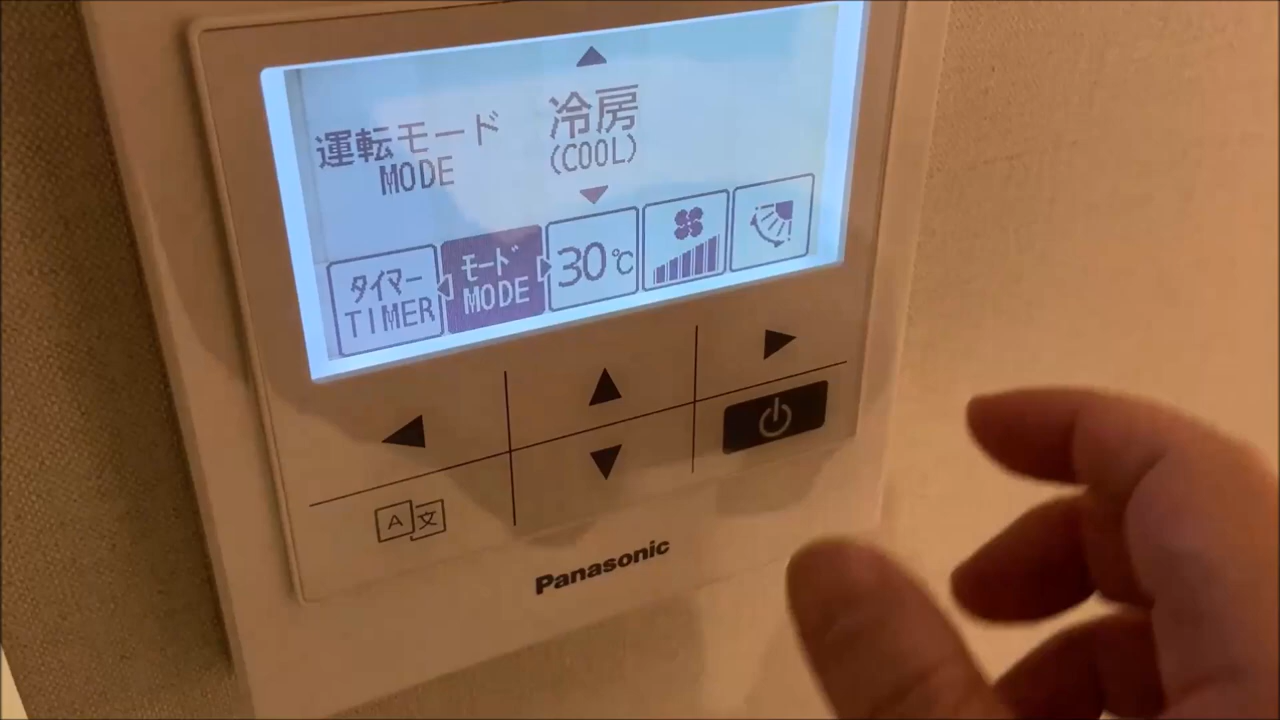 冷房
(COOL)
運転モード
MODE
タイマー
TIMER
モード
MODE
30℃
A文
Panasonic